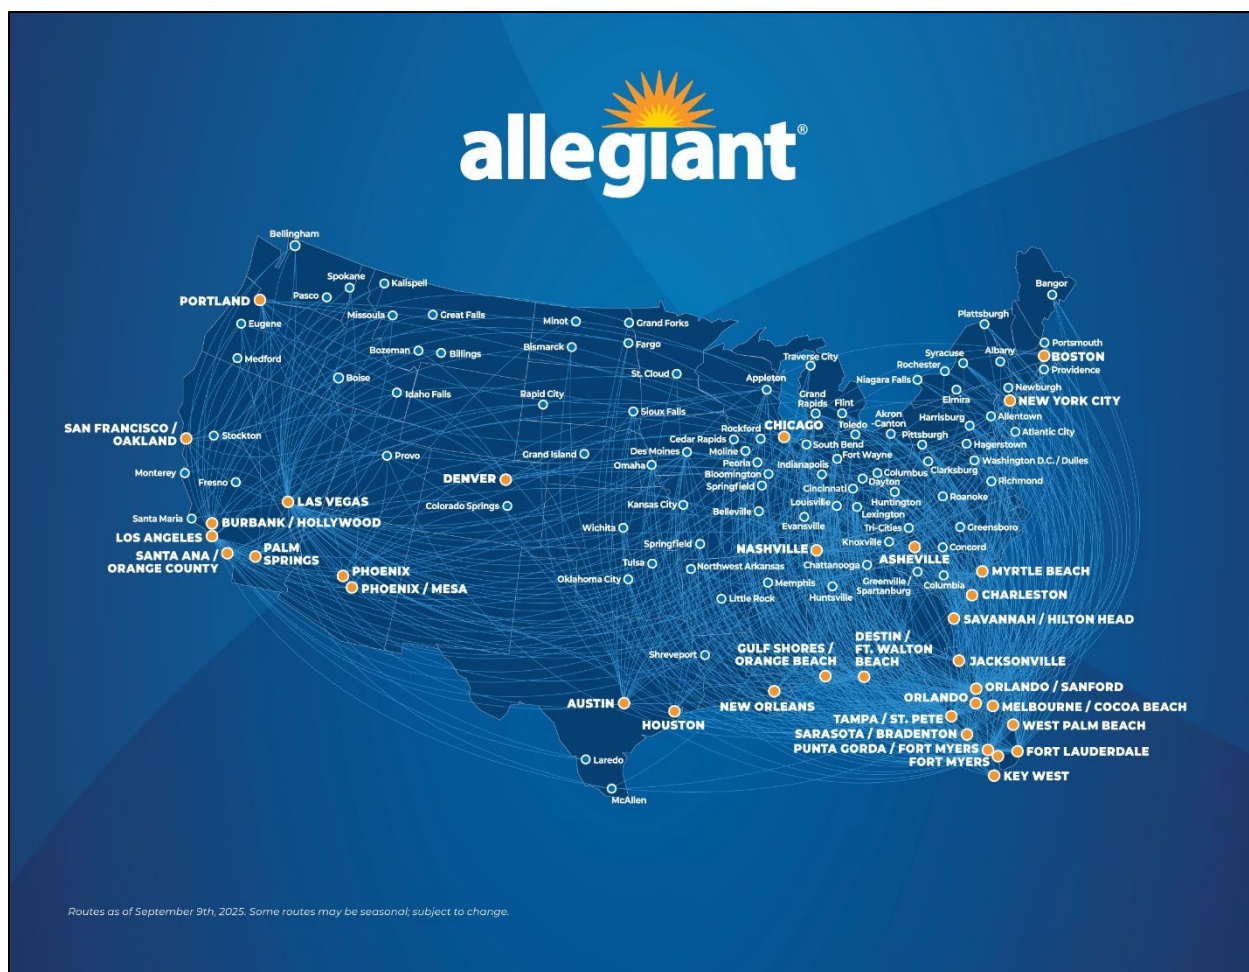 allegiant®
Bellingham
Spokane
Kalispell
Pasco
PORTLAND
Missoula
Great Falls
Eugene
Medford
Bozeman
Billings
Boise
Idaho Falls
Minot
Grand Forks
Bismarck
Fargo
St. Cloud
Rapid City
Sioux Falls
Appleton
Traverse City
Grand
Rapids
Flint
Niagara Falls
Rochester
Syracuse
Plattsburgh
Albany
Bangor
Portsmouth
BOSTON
Providence
Newburgh
NEW YORK CITY
Elmira
Allentown
Harrisburg
Atlantic City
Hagerstown
Washington D.C. / Dulles
Pittsburgh
Clarksburg
Richmond
Akron
-Canton
Toledo
CHICAGO
Rockford
South Bend
Fort Wayne
Cedar Rapids
Moline
Des Moines
Peoria
Omaha
Bloomington
Springfield
Indianapolis
Columbus
Dayton
Cincinnati
Huntington
Roanoke
Louisville
Lexington
Evansville
Belleville
Kansas City
Tri-Cities
Greensboro
Knoxville
ASHEVILLE
Concord
NASHVILLE
Chattanooga
Greenville /
Spartanburg
Columbia
MYRTLE BEACH
CHARLESTON
SAVANNAH / HILTON HEAD
Huntsville
Memphis
Little Rock
Northwest Arkansas
Springfield
Tulsa
Oklahoma City
Wichita
Grand Island
DENVER
Colorado Springs
Provo
SAN FRANCISCO /
OAKLAND
Stockton
Monterey
Fresno
LAS VEGAS
Santa Maria
BURBANK / HOLLYWOOD
LOS ANGELES
SANTA ANA /
ORANGE COUNTY
PALM
SPRINGS
PHOENIX
PHOENIX / MESA
Shreveport
AUSTIN
HOUSTON
Laredo
McAllen
NEW ORLEANS
GULF SHORES /
ORANGE BEACH
DESTIN /
FT. WALTON
BEACH
JACKSONVILLE
ORLANDO / SANFORD
ORLANDO
MELBOURNE / COCOA BEACH
TAMPA / ST. PETE
WEST PALM BEACH
SARASOTA / BRADENTON
PUNTA GORDA / FORT MYERS
FORT LAUDERDALE
FORT MYERS
KEY WEST
Routes as of September 9th, 2025. Some routes may be seasonal; subject to change.